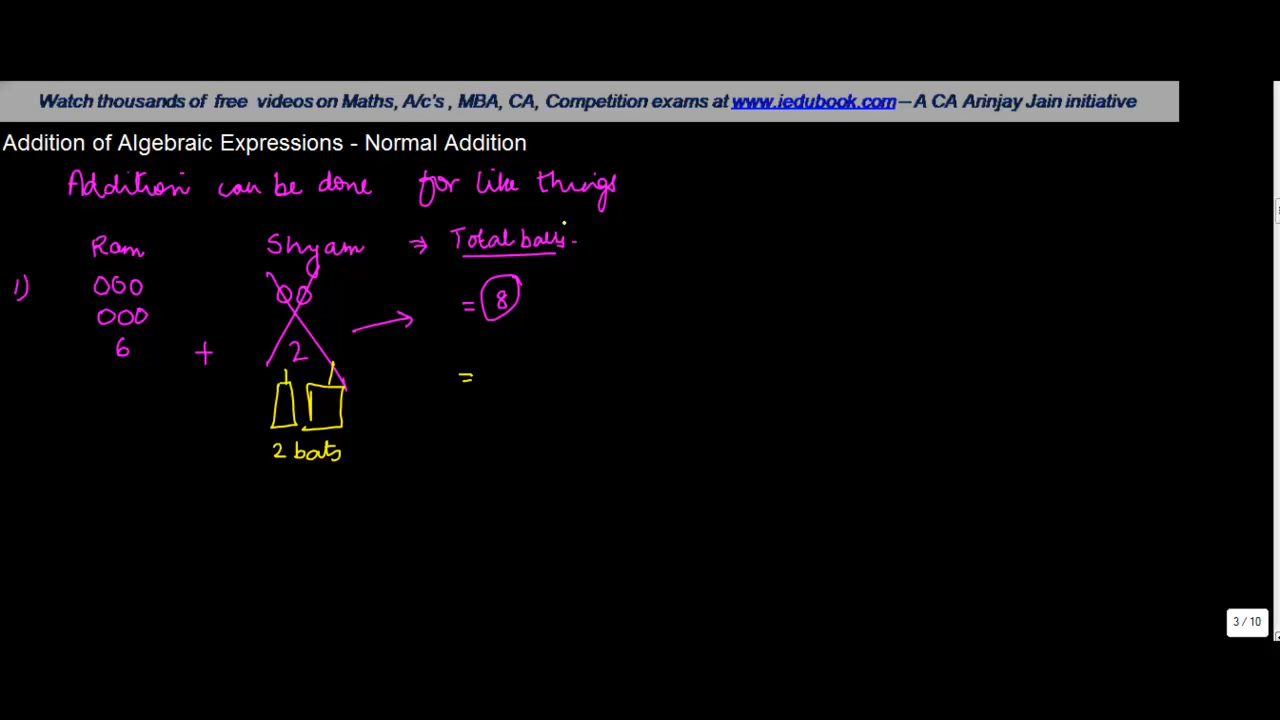 Watch thousands of free videos on Maths, A/c's , MBA, CA, Competition exams at www.iedubook.com—A CA Arinjay Jain initiative
Addition of Algebraic Expressions - Normal Addition
Addition can be done for like things
Ram Shyam ⇒ Total balls.
1) 000 00 = 8
000
6 + 2
=
2 bats
3 / 10